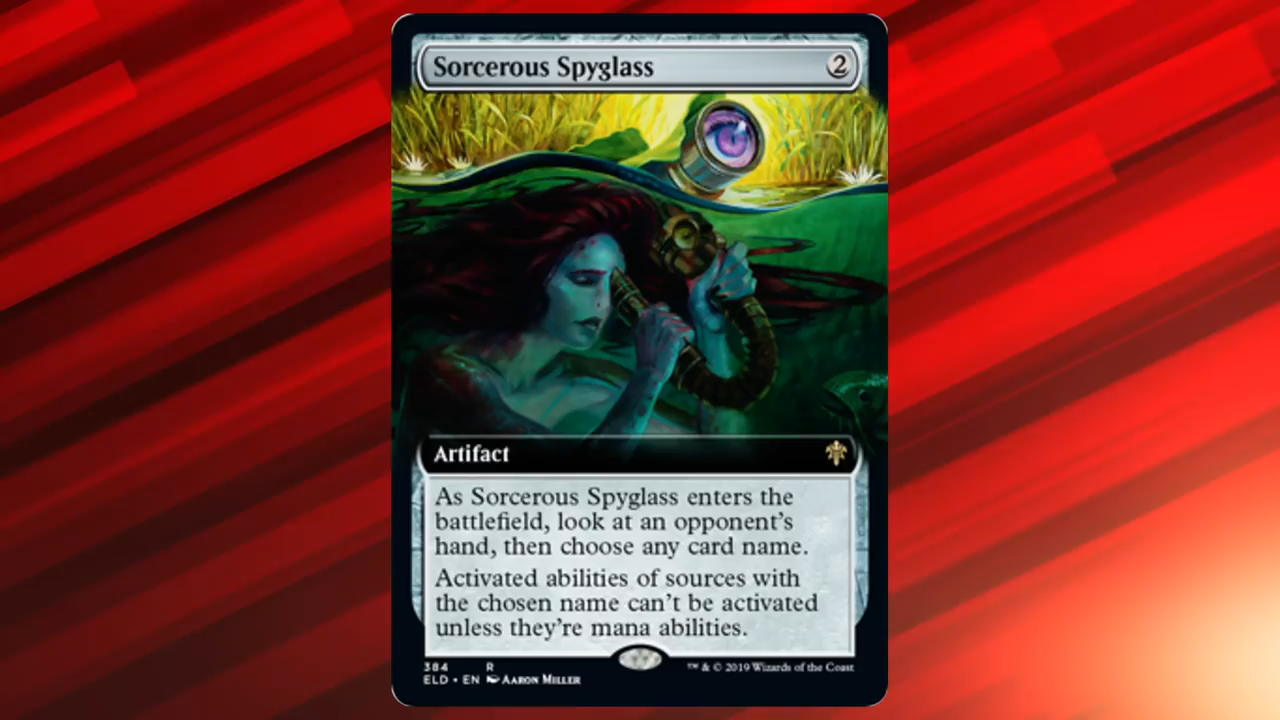 Sorcerous Spyglass 2
Artifact
As Sorcerous Spyglass enters the
battlefield, look at an opponent's
hand, then choose any card name.
Activated abilities of sources with
the chosen name can't be activated
unless they're mana abilities.
384 R ™ & © 2019 Wizards of the Coast
ELD • EN Aaron Miller